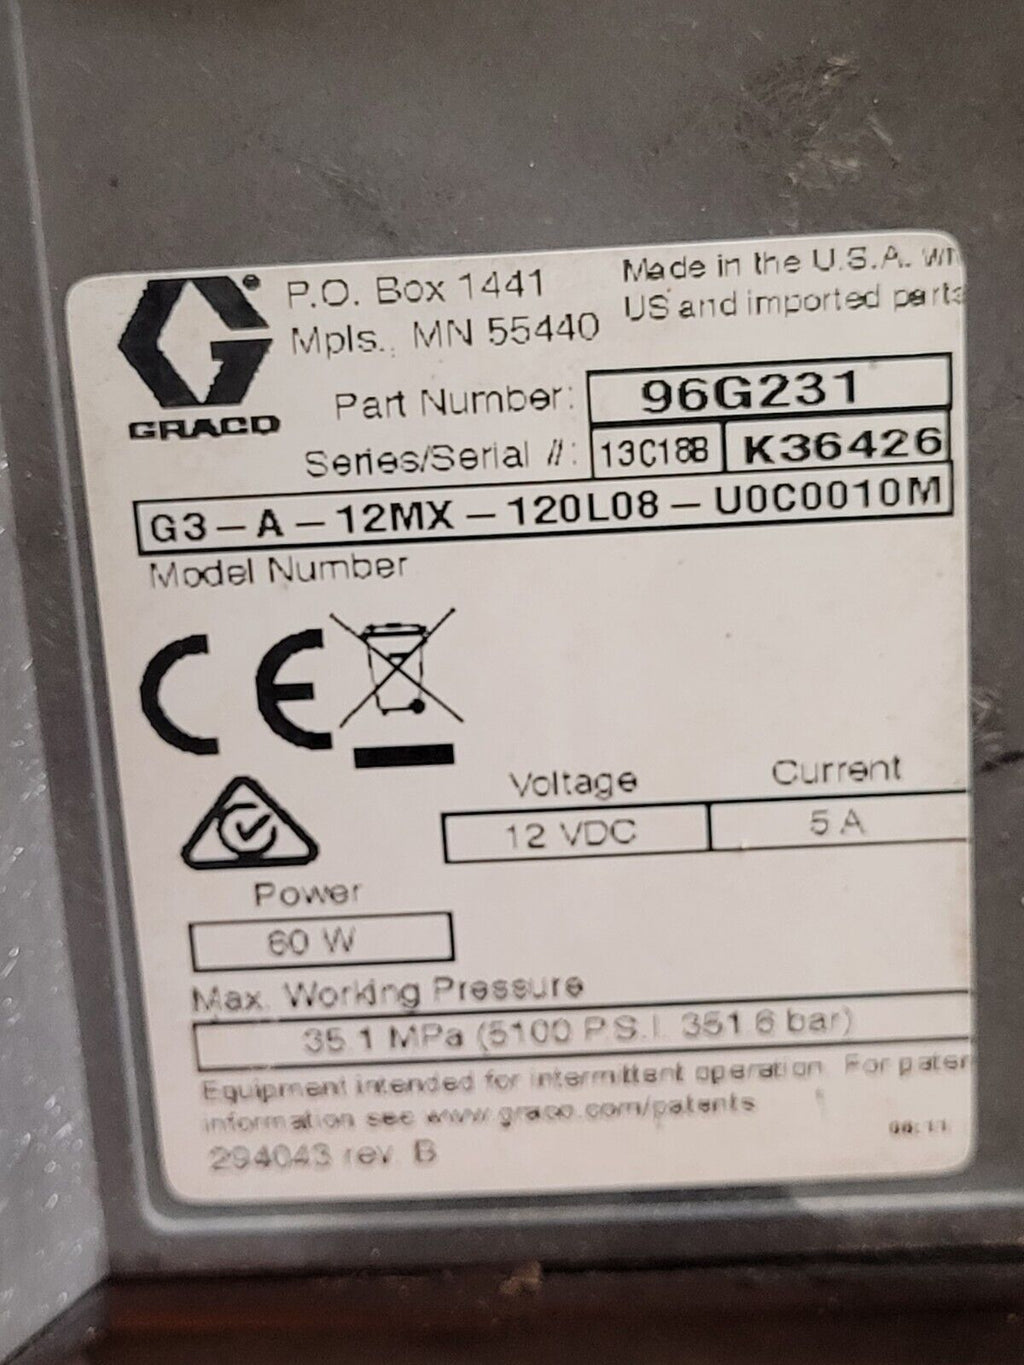 P.O. Box 1441
Mpls., MN 55440
Made in the U.S.A. wi
US and imported parts
GRACO
Part Number: 96G231
Series/Serial #: 13C188 K36426
G3-A-12MX-120L08-U0C0010M
Model Number
CE
Voltage Current
12 VDC 5 A
Power
60 W
Max. Working Pressure
35.1 MPa (5100 P.S.I. 351.6 bar)
Equipment intended for intermittent operation. For paten
information see www.graco.com/patents
294043 rev. B